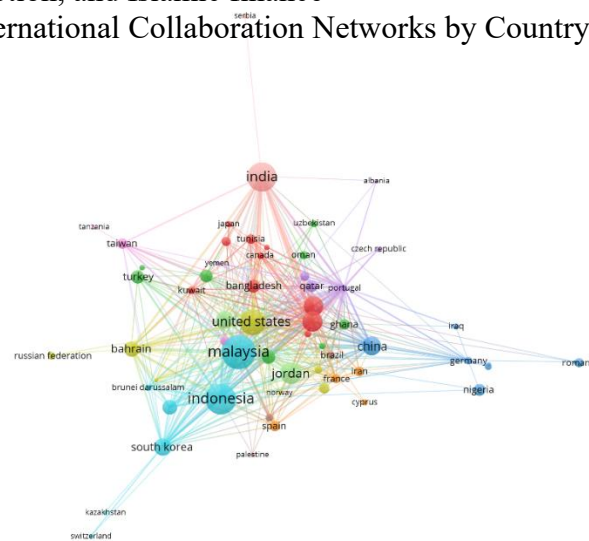 ernational Collaboration Networks by Country
serbia
india
albania
tanzania
japan
uzbekistan
taiwan
tunisia
canada
oman
czech republic
yemen
turkey
kuwait
bangladesh
qatar
portugal
united states
ghana
iraq
russian federation
bahrain
malaysia
brazil
china
germany
roman
jordan
iran
france
brunei darussalam
norway
nigeria
indonesia
cyprus
spain
south korea
palestine
kazakhstan
switzerland